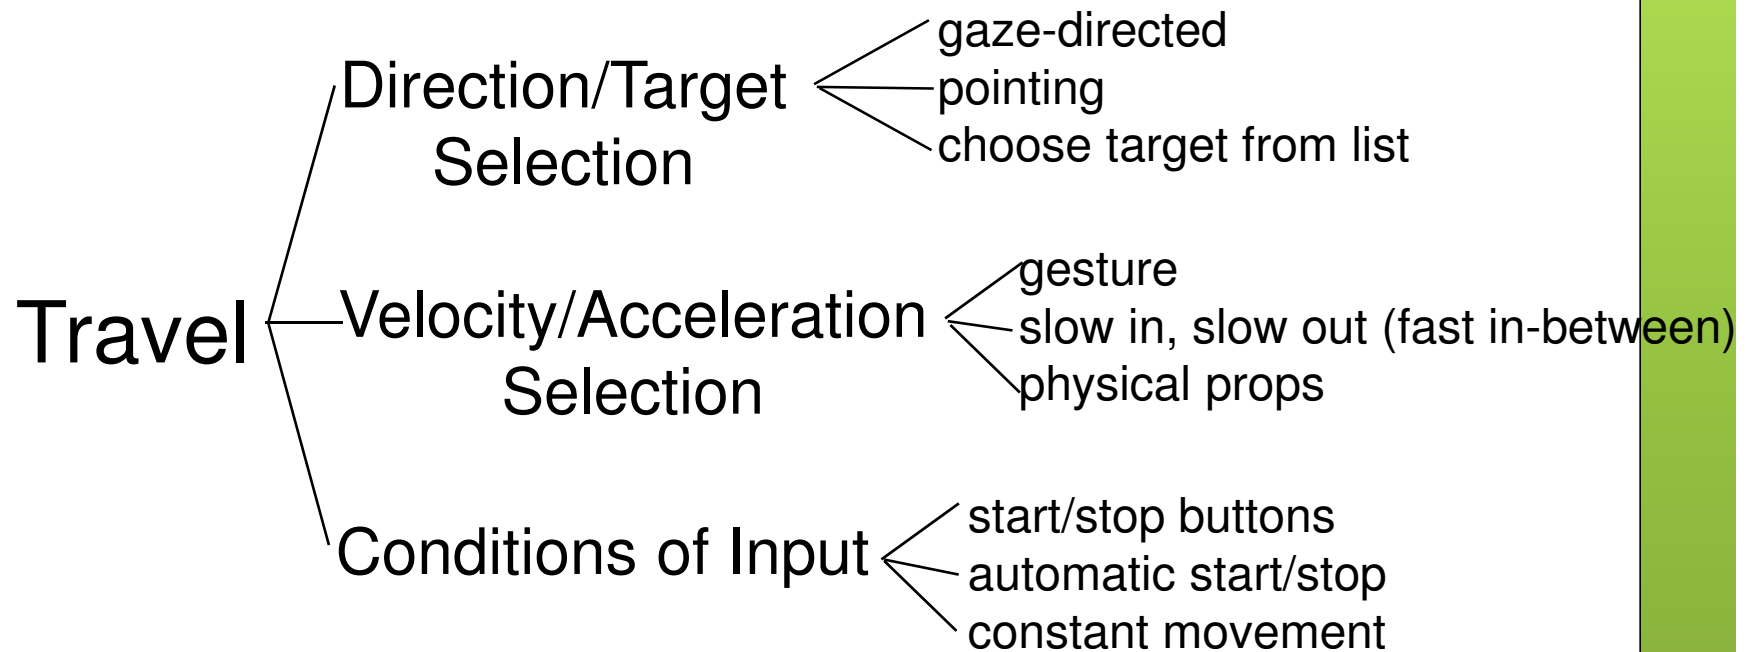 Travel
Direction/Target
Selection
gaze-directed
pointing
choose target from list
Velocity/Acceleration
Selection
gesture
slow in, slow out (fast in-between)
physical props
Conditions of Input
start/stop buttons
automatic start/stop
constant movement